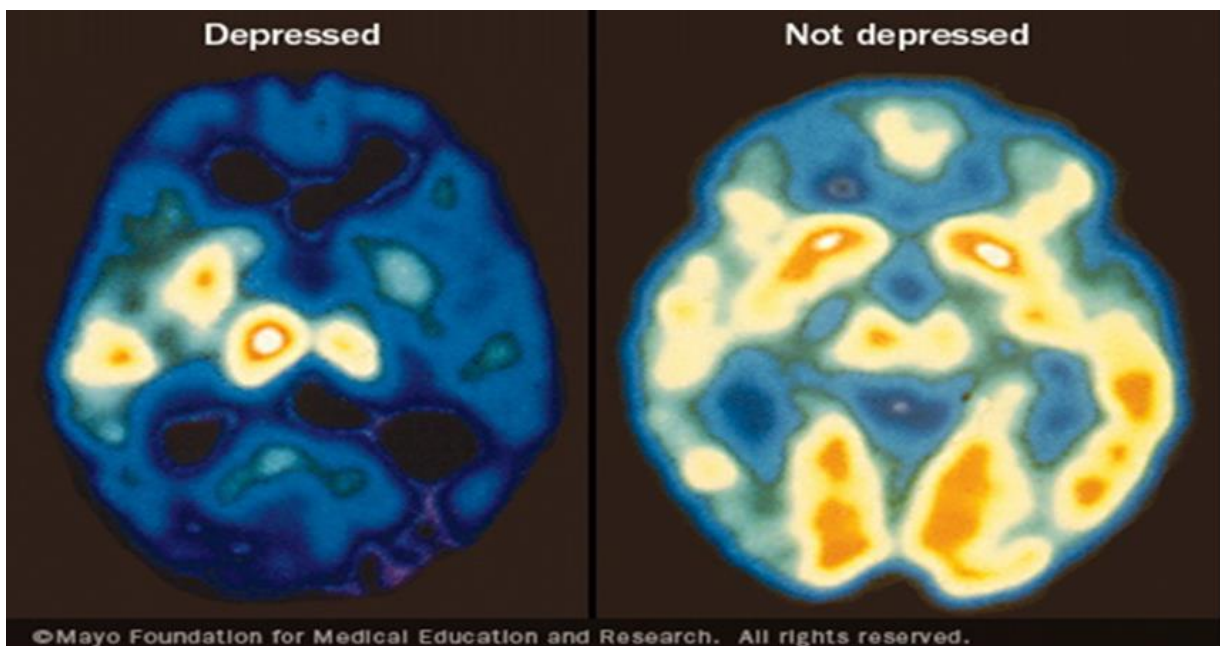 Depressed
Not depressed
©Mayo Foundation for Medical Education and Research.  All rights reserved.